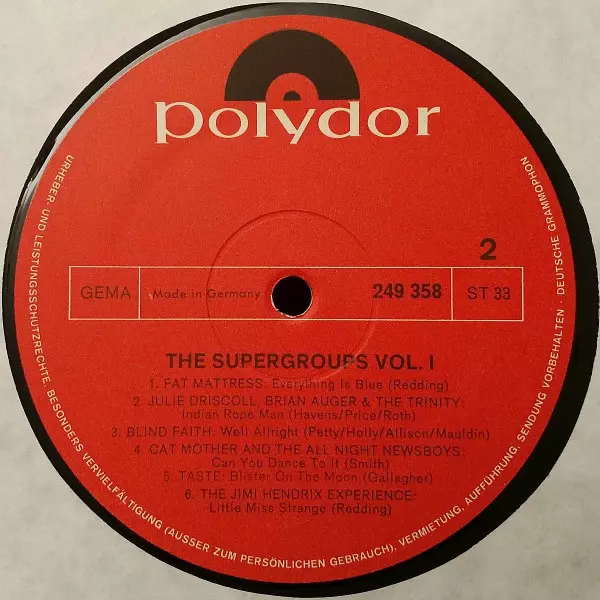 polydor
2
GEMA
Made in Germany
249 358
ST 33
THE SUPERGROUPS VOL. I
1. FAT MATTRESS: Everything Is Blue (Redding)
2. JULIE DRISCOLL, BRIAN AUGER & THE TRINITY:
Indian Rope Man (Havens/Price/Roth)
3. BLIND FAITH: Well Allright (Petty/Holly/Allison/Mauldin)
4. CAT MOTHER AND THE ALL NIGHT NEWSBOYS:
Can You Dance To It (Smith)
5. TASTE: Blister On The Moon (Gallagher)
6. THE JIMI HENDRIX EXPERIENCE:
Little Miss Strange (Redding)
URHEBER- UND LEISTUNGSSCHUTZRECHTE, BESONDERS VERVIELFÄLTIGUNG (AUSSER ZUM PERSÖNLICHEN GEBRAUCH), VERMIETUNG, AUFFÜHRUNG, SENDUNG VORBEHALTEN · DEUTSCHE GRAMMOPHON